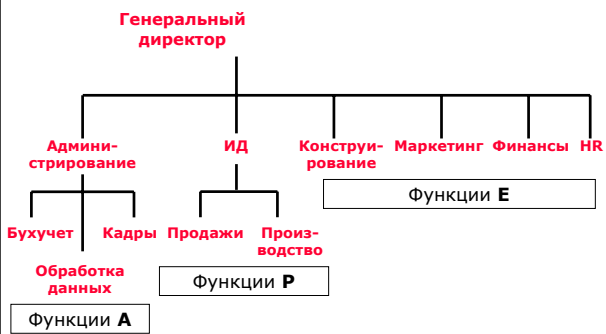 Генеральный
директор
Админи-
стрирование
ИД
Конструи-
рование
Маркетинг
Финансы
HR
Функции E
Бухучет
Кадры
Продажи
Произ-
водство
Обработка
данных
Функции P
Функции A